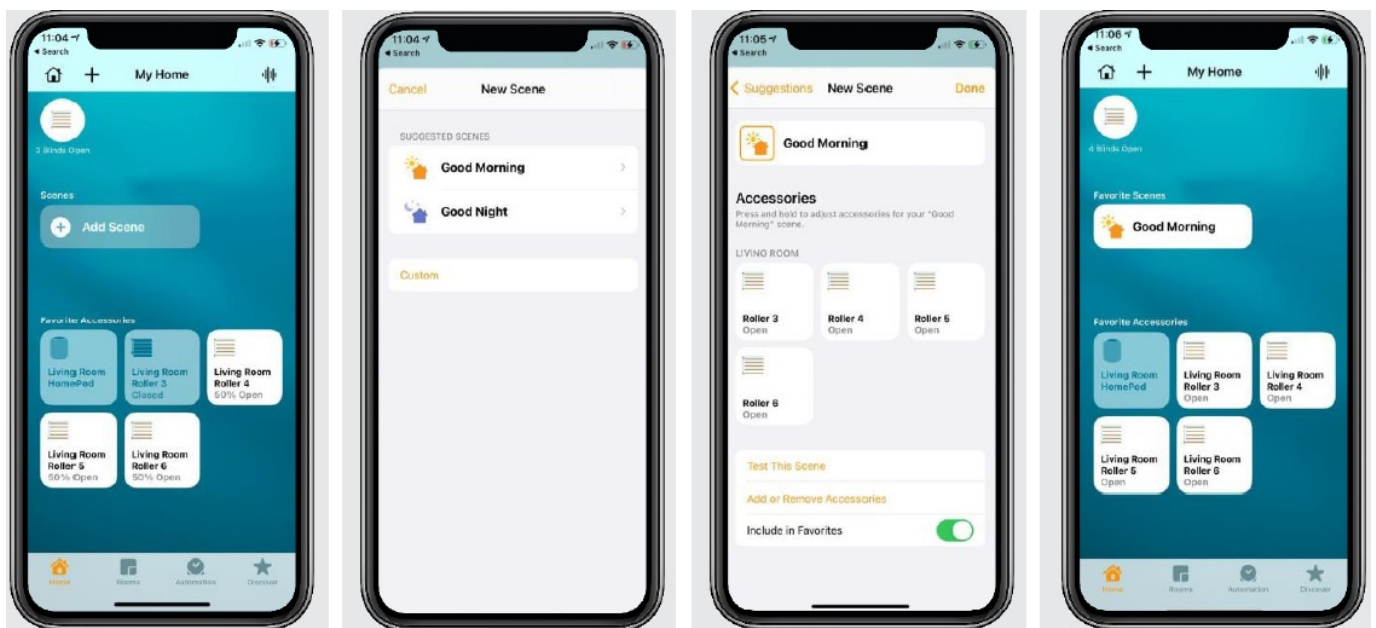 11:04
Search
My Home
3 Blinds Open
Scenes
Add Scene
Favorite Accessories
Living Room
HomePod
Living Room
Roller 3
Closed
Living Room
Roller 4
50% Open
Living Room
Roller 5
50% Open
Living Room
Roller 6
50% Open
Home
Rooms
Automation
Discover
11:04
Search
Cancel
New Scene
SUGGESTED SCENES
Good Morning
Good Night
Custom
11:05
Search
Suggestions
New Scene
Done
Good Morning
Accessories
Press and hold to adjust accessories for your "Good
Morning" scene.
LIVING ROOM
Roller 3
Open
Roller 4
Open
Roller 5
Open
Roller 6
Open
Test This Scene
Add or Remove Accessories
Include in Favorites
11:06
Search
My Home
4 Blinds Open
Favorite Scenes
Good Morning
Favorite Accessories
Living Room
HomePod
Living Room
Roller 3
Open
Living Room
Roller 4
Open
Living Room
Roller 5
Open
Living Room
Roller 6
Open
Home
Rooms
Automation
Discover